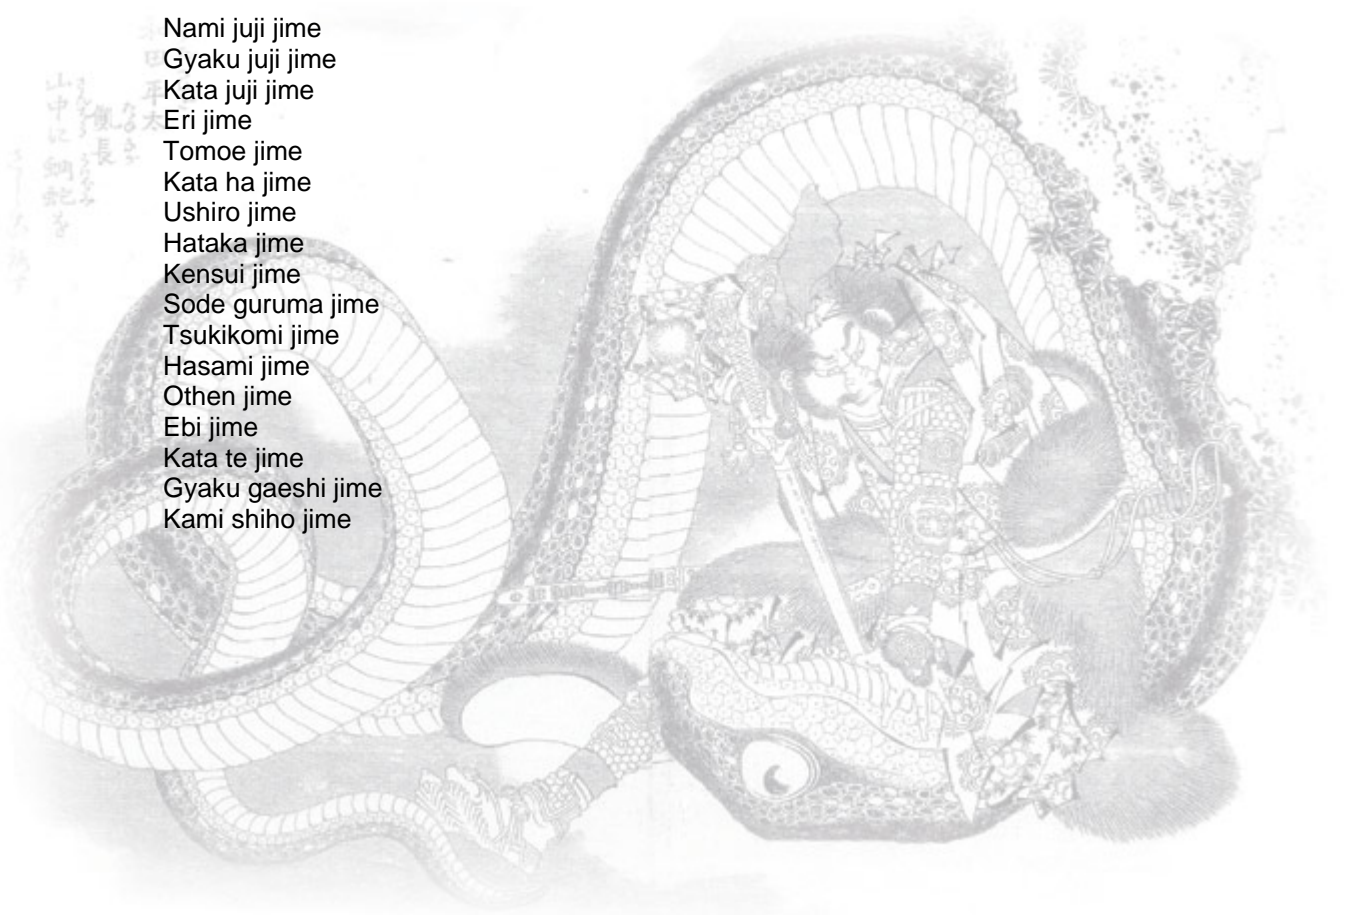 Nami juji jime
Gyaku juji jime
Kata juji jime
Eri jime
Tomoe jime
Kata ha jime
Ushiro jime
Hataka jime
Kensui jime
Sode guruma jime
Tsukikomi jime
Hasami jime
Othen jime
Ebi jime
Kata te jime
Gyaku gaeshi jime
Kami shiho jime